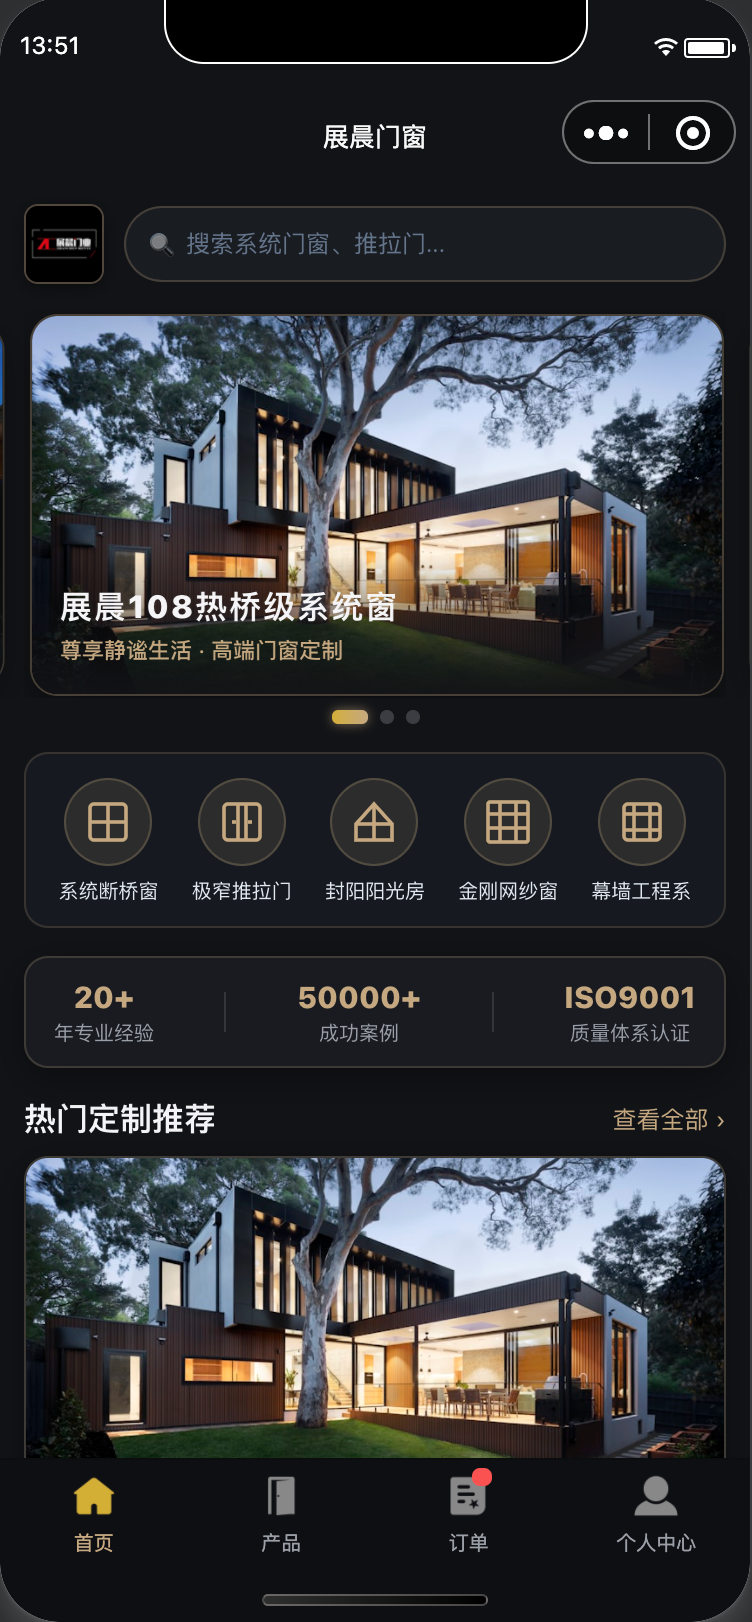 13:51
展晨门窗
展晨门业
搜索系统门窗、推拉门...
展晨108热桥级系统窗
尊享静谧生活 · 高端门窗定制
系统断桥窗
极窄推拉门
封阳阳光房
金刚网纱窗
幕墙工程系
20+
年专业经验
50000+
成功案例
ISO9001
质量体系认证
热门定制推荐
查看全部 ›
首页
产品
订单
个人中心